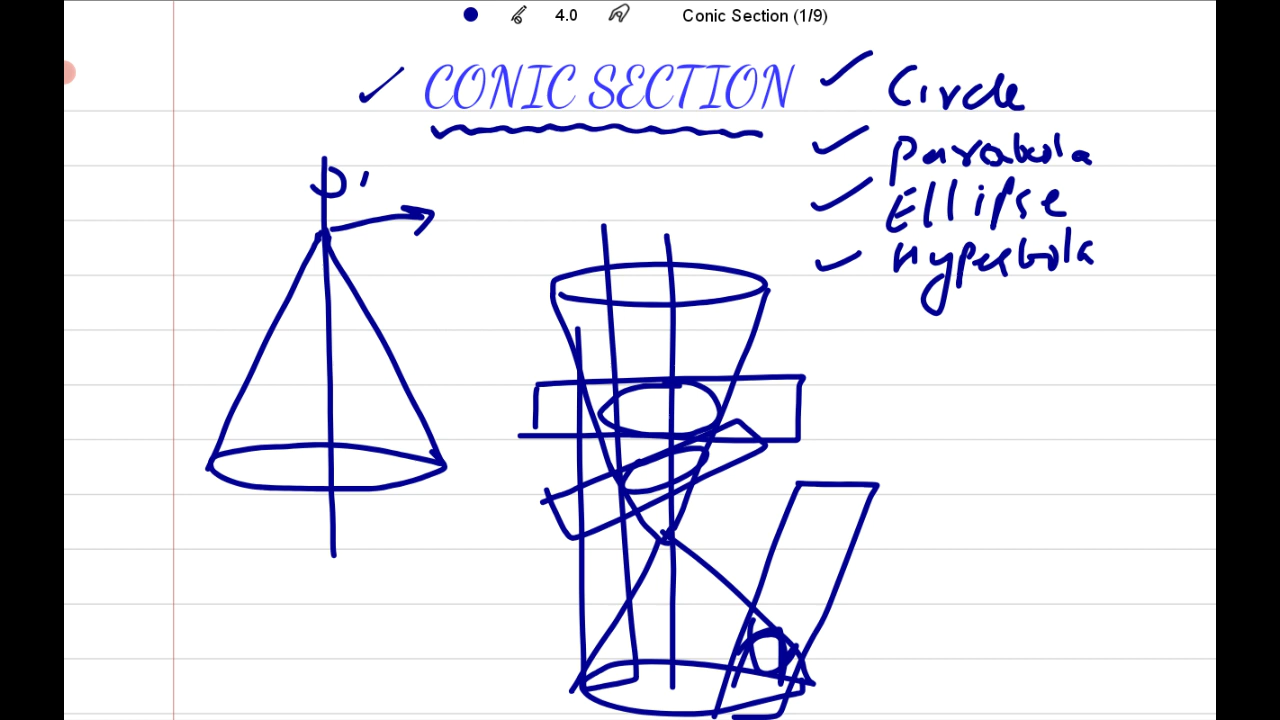 4.0 Conic Section (1/9)
CONIC SECTION
Circle
Parabola
Ellipse
Hyperbola